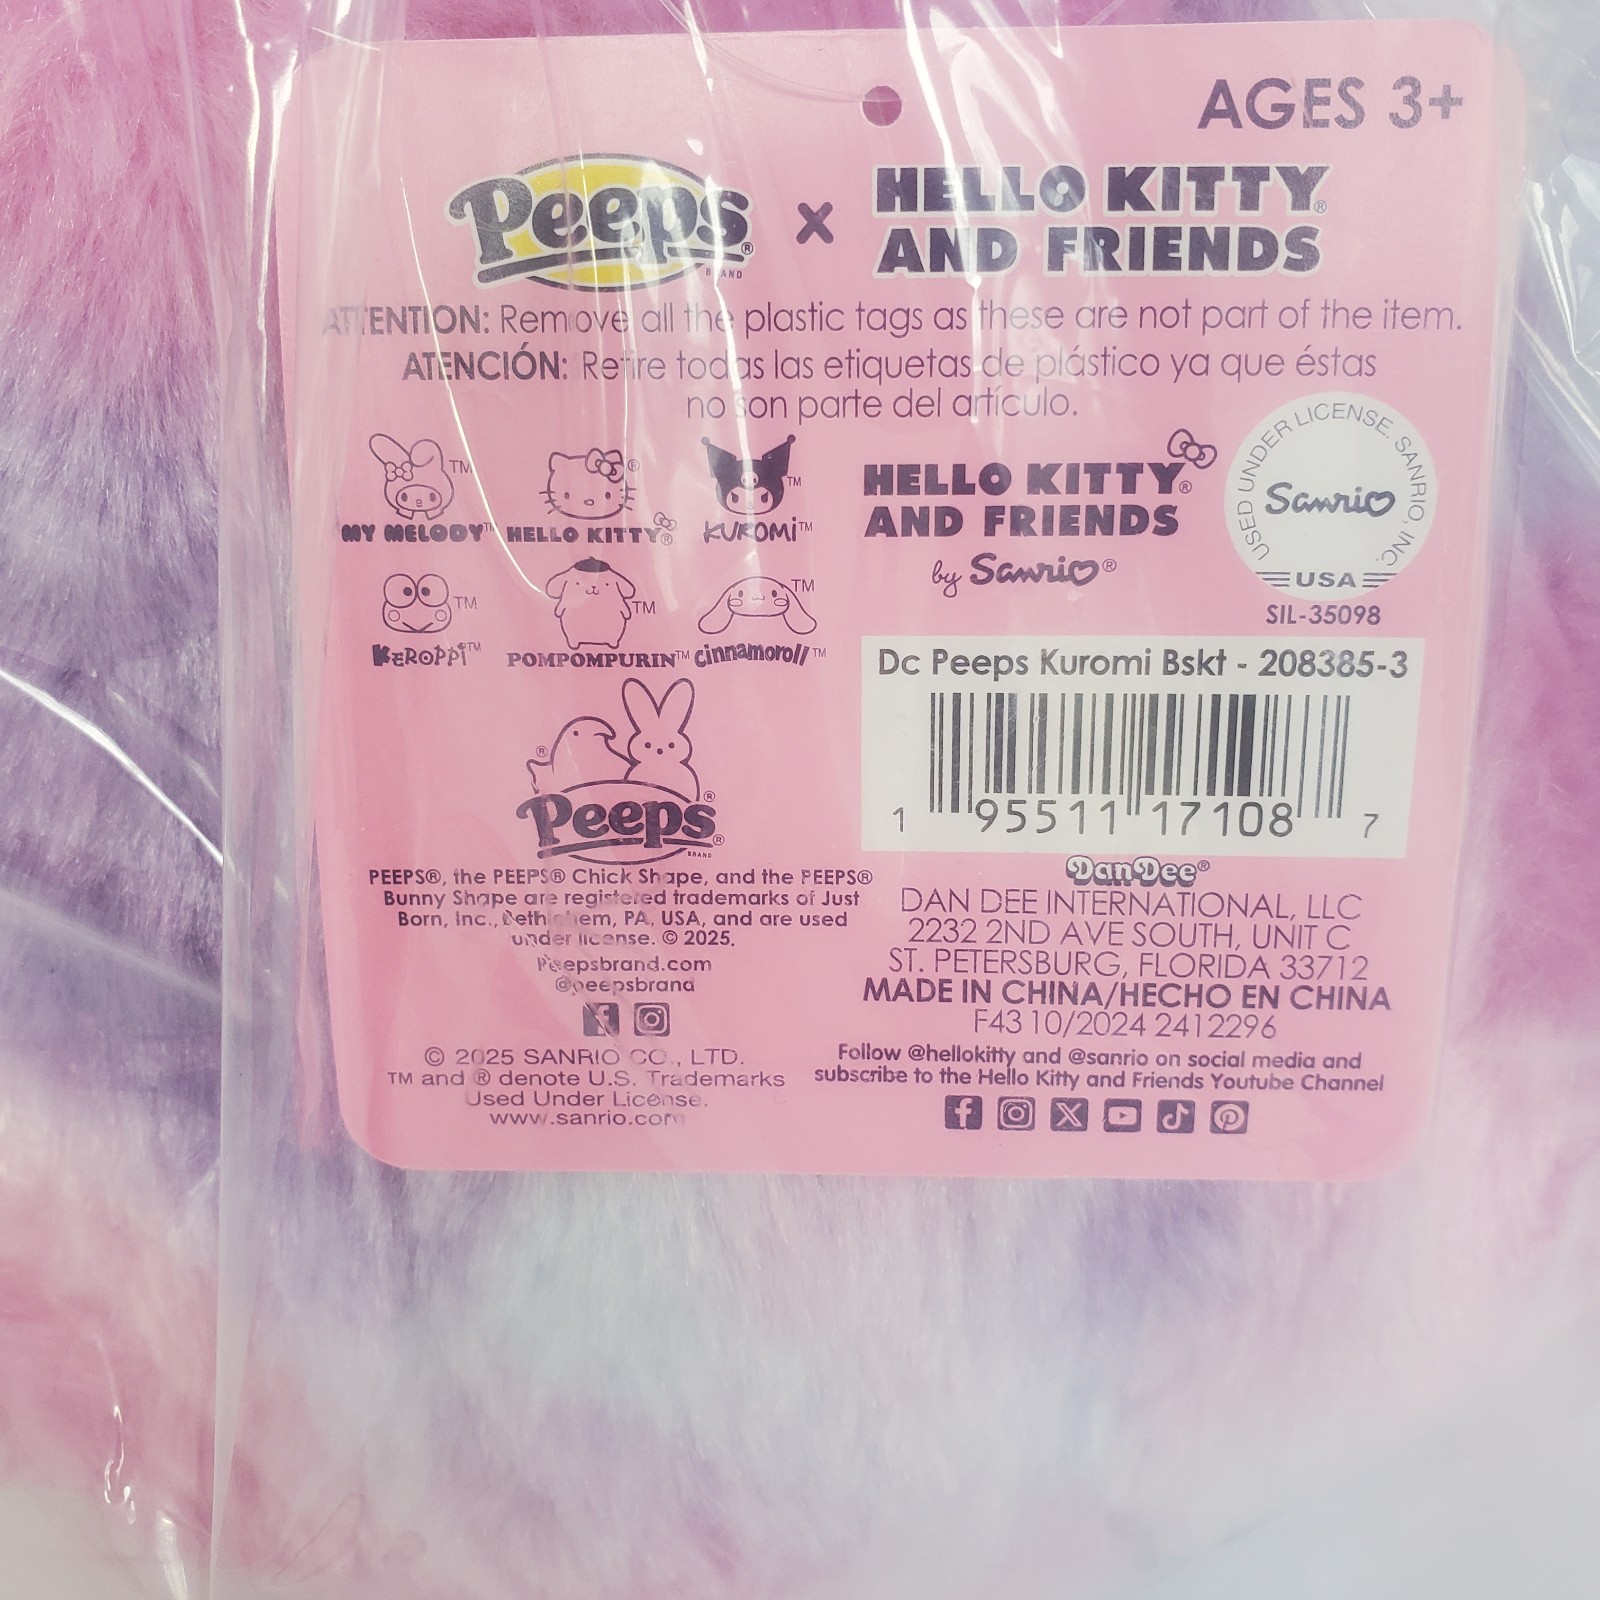 AGES 3+
Peeps® BRAND x HELLO KITTY® AND FRIENDS
ATTENTION: Remove all the plastic tags as these are not part of the item.
ATENCIÓN: Retire todas las etiquetas de plástico ya que éstas
no son parte del artículo.
MY MELODY™ HELLO KITTY® KUROMI™
KEROPPI™ POMPOMPURIN™ cinnamoroll™
HELLO KITTY®
AND FRIENDS
by Sanrio®
USED UNDER LICENSE. SANRIO, INC.
Sanrio
USA
SIL-35098
Dc Peeps Kuromi Bskt - 208385-3
1 95511 17108 7
Peeps®
BRAND
PEEPS®, the PEEPS® Chick Shape, and the PEEPS®
Bunny Shape are registered trademarks of Just
Born, Inc., Bethlehem, PA, USA, and are used
under license. © 2025.
Peepsbrand.com
@peepsbrand
© 2025 SANRIO CO., LTD.
TM and ® denote U.S. Trademarks
Used Under License.
www.sanrio.com
DanDee®
DAN DEE INTERNATIONAL, LLC
2232 2ND AVE SOUTH, UNIT C
ST. PETERSBURG, FLORIDA 33712
MADE IN CHINA/HECHO EN CHINA
F43 10/2024 2412296
Follow @hellokitty and @sanrio on social media and
subscribe to the Hello Kitty and Friends Youtube Channel